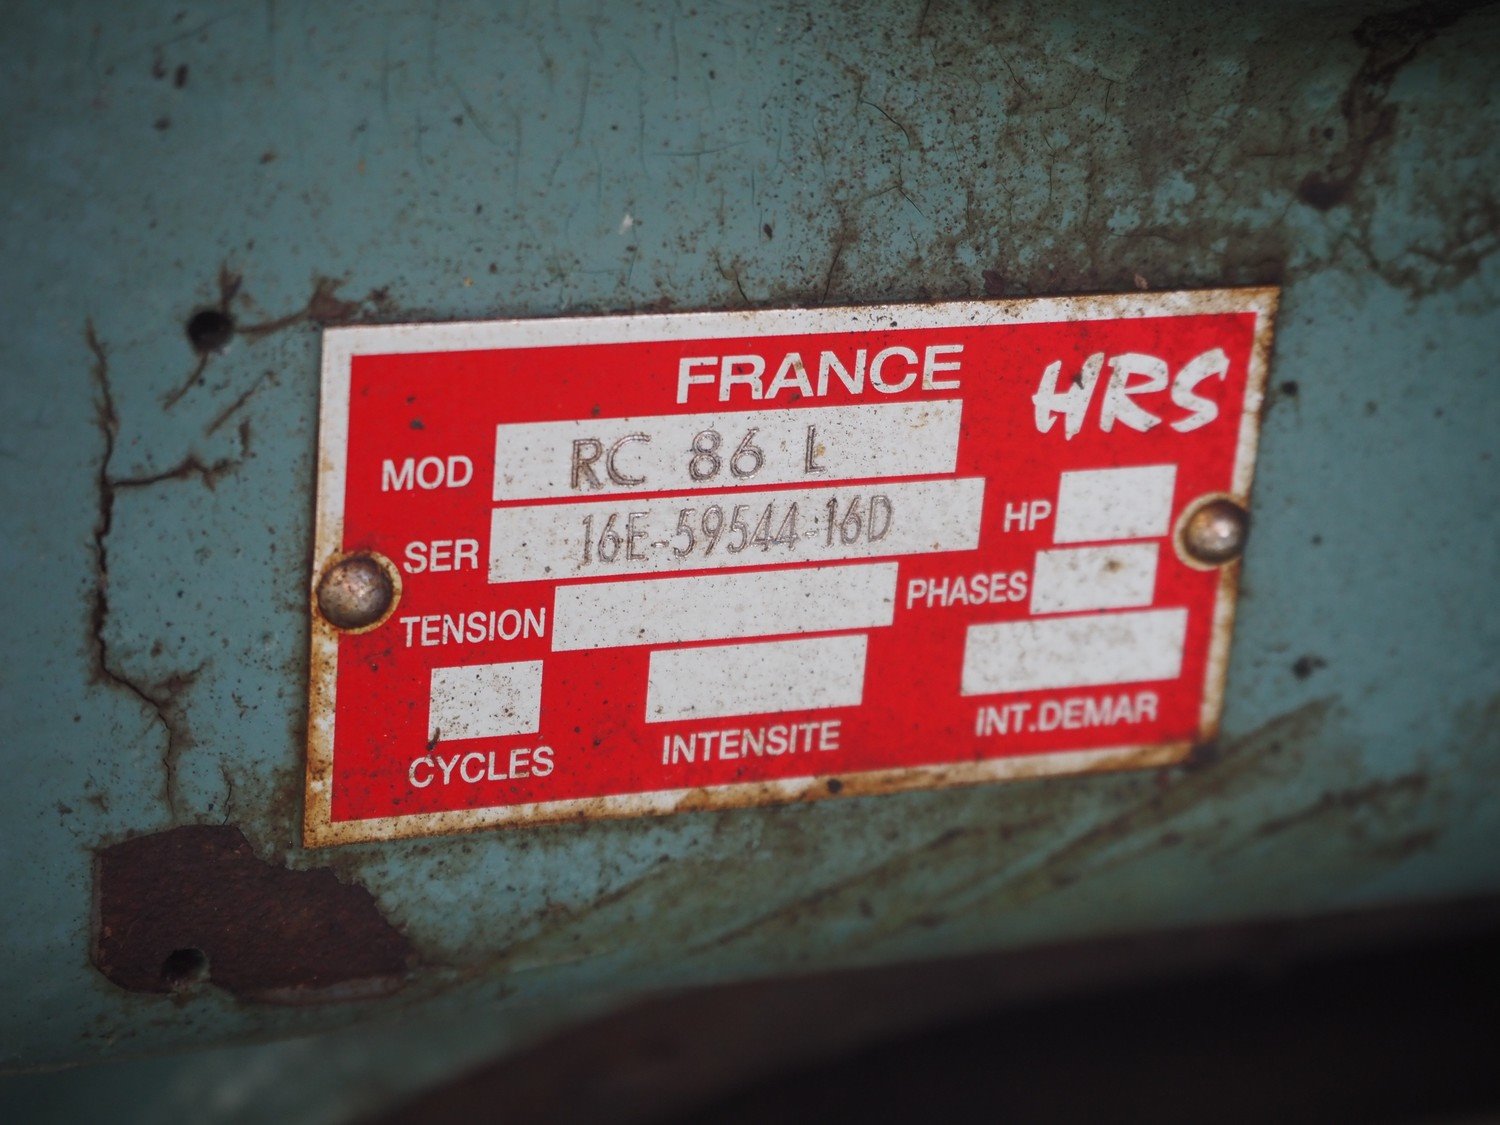 FRANCE
HRS
MOD RC 86 L
SER 16E-59544-16D
HP
TENSION
PHASES
CYCLES
INTENSITE
INT.DEMAR